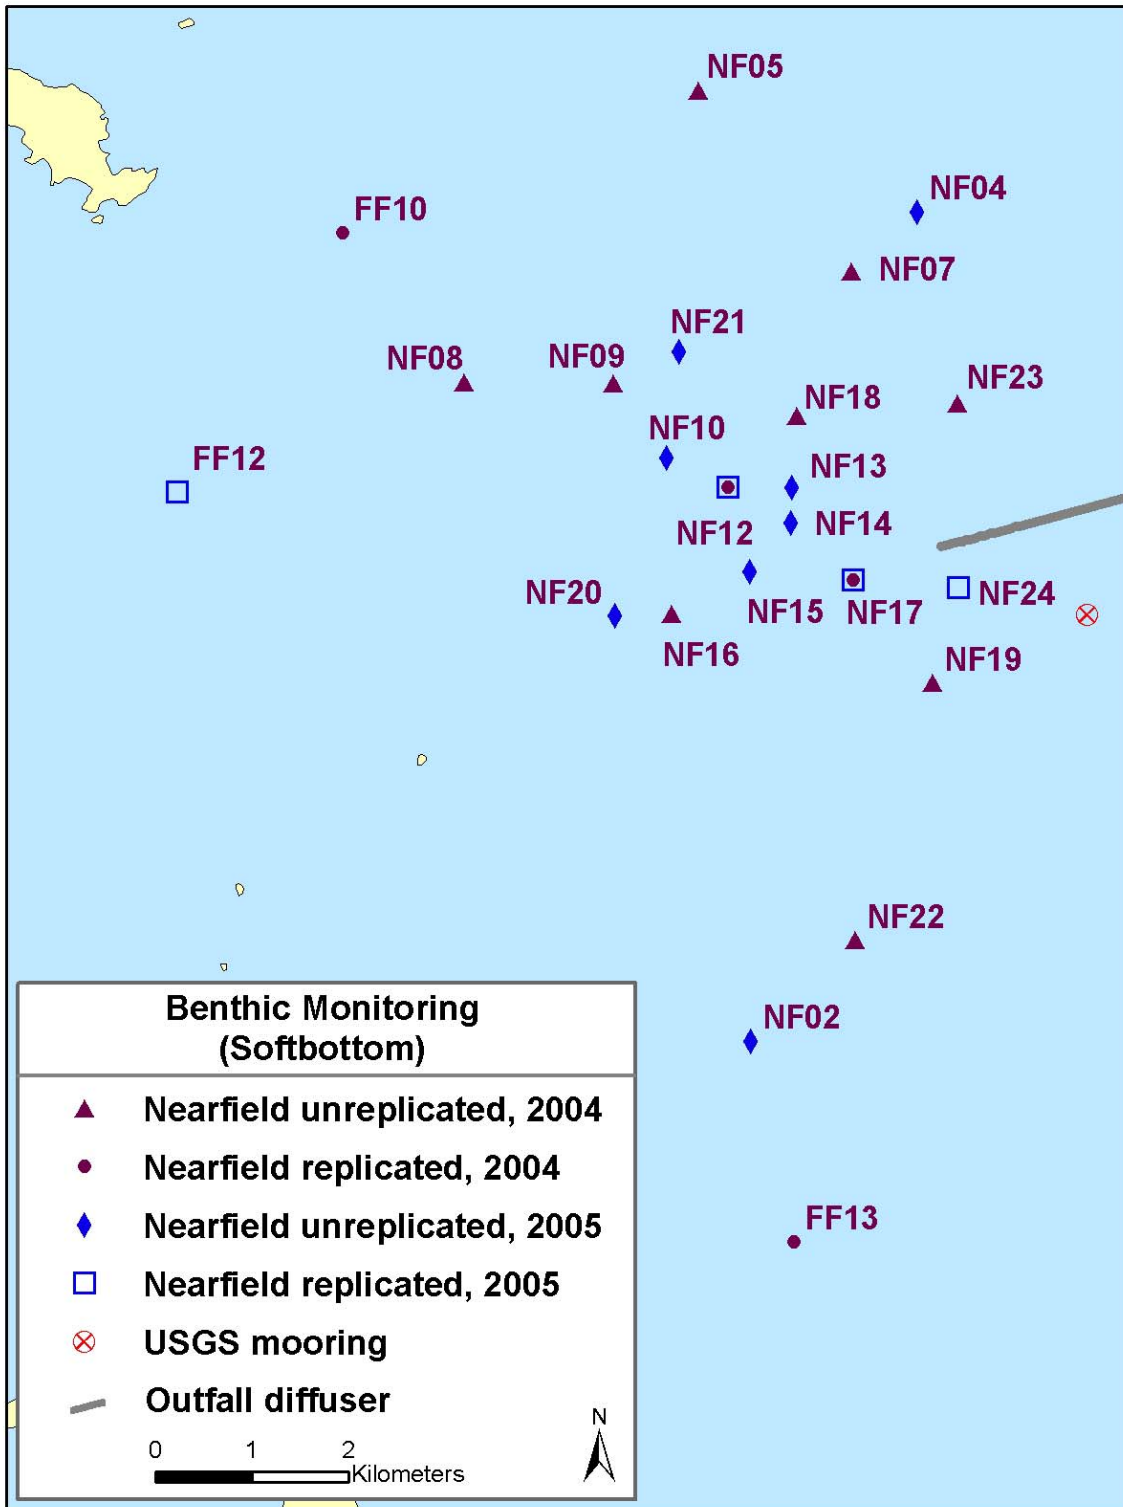 NF05
NF04
FF10
NF07
NF21
NF08
NF09
NF23
NF18
NF10
FF12
NF13
NF12
NF14
NF20
NF15
NF17
NF24
NF16
NF19
NF22
NF02
FF13
Benthic Monitoring
(Softbottom)
Nearfield unreplicated, 2004
Nearfield replicated, 2004
Nearfield unreplicated, 2005
Nearfield replicated, 2005
USGS mooring
Outfall diffuser
N
0 1 2
Kilometers